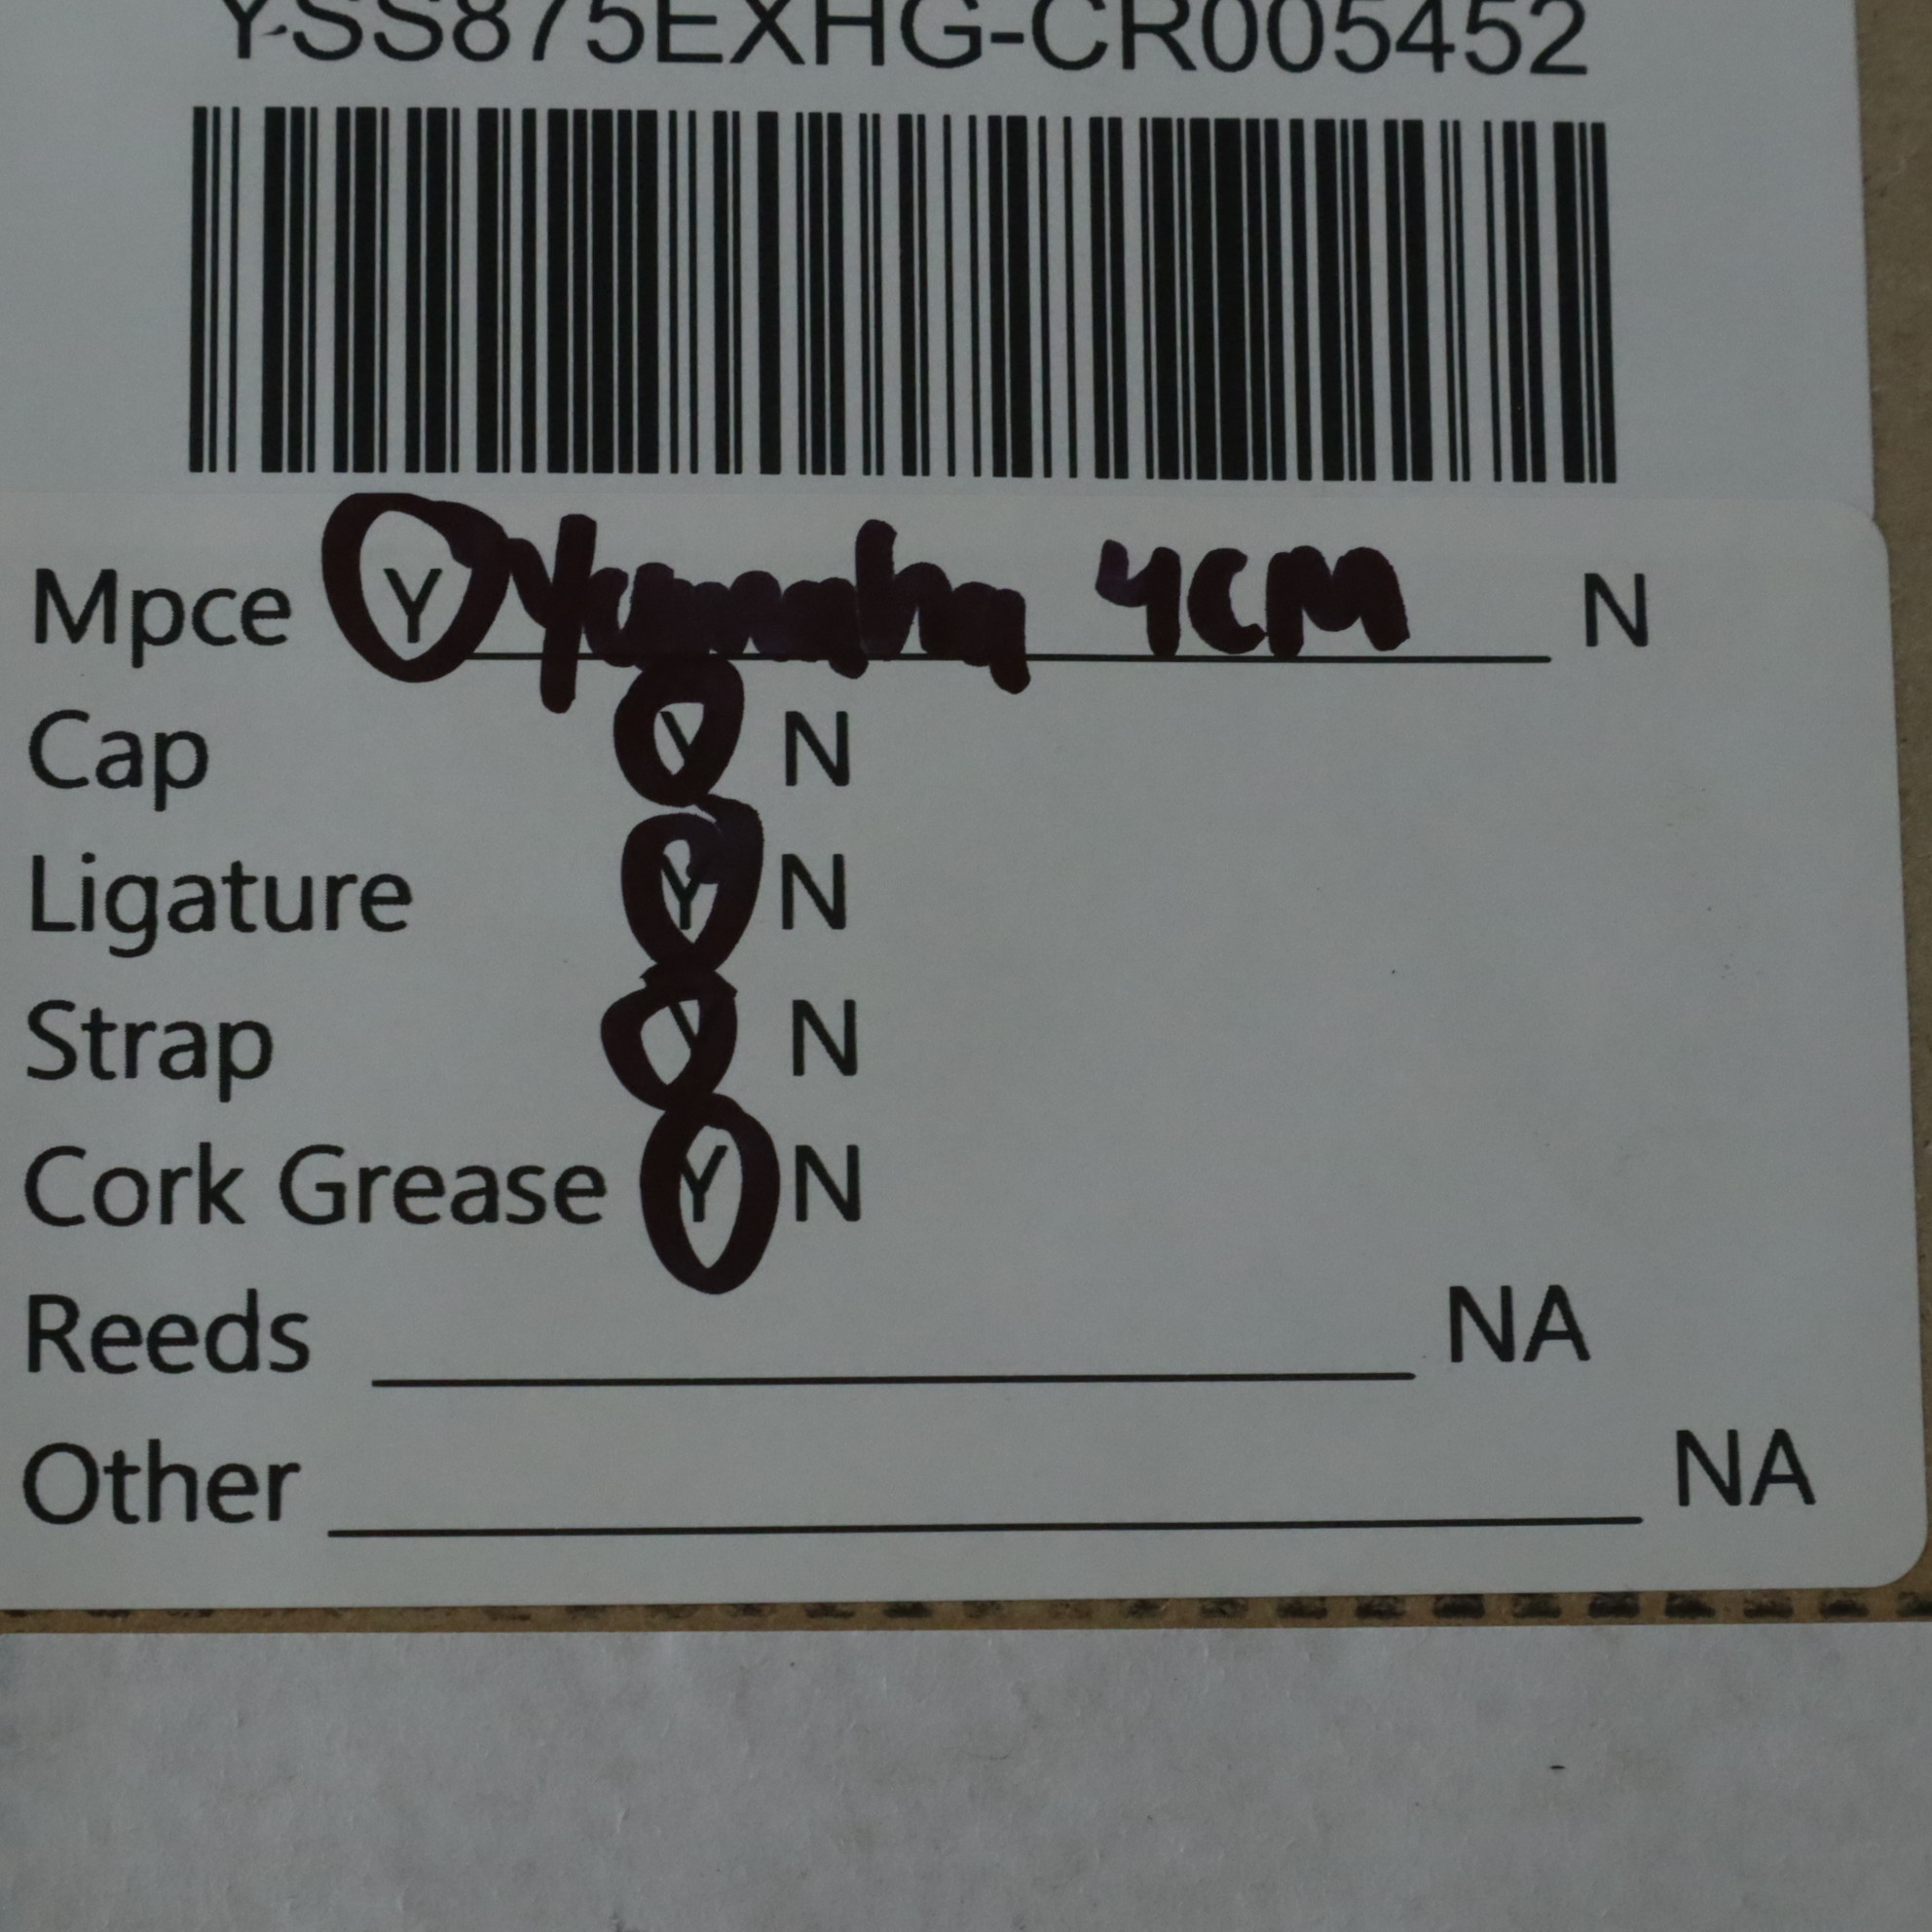 YSS875EXHG-CR005452
Mpce Y Yamaha 4CM N
Cap Y N
Ligature Y N
Strap Y N
Cork Grease Y N
Reeds NA
Other NA